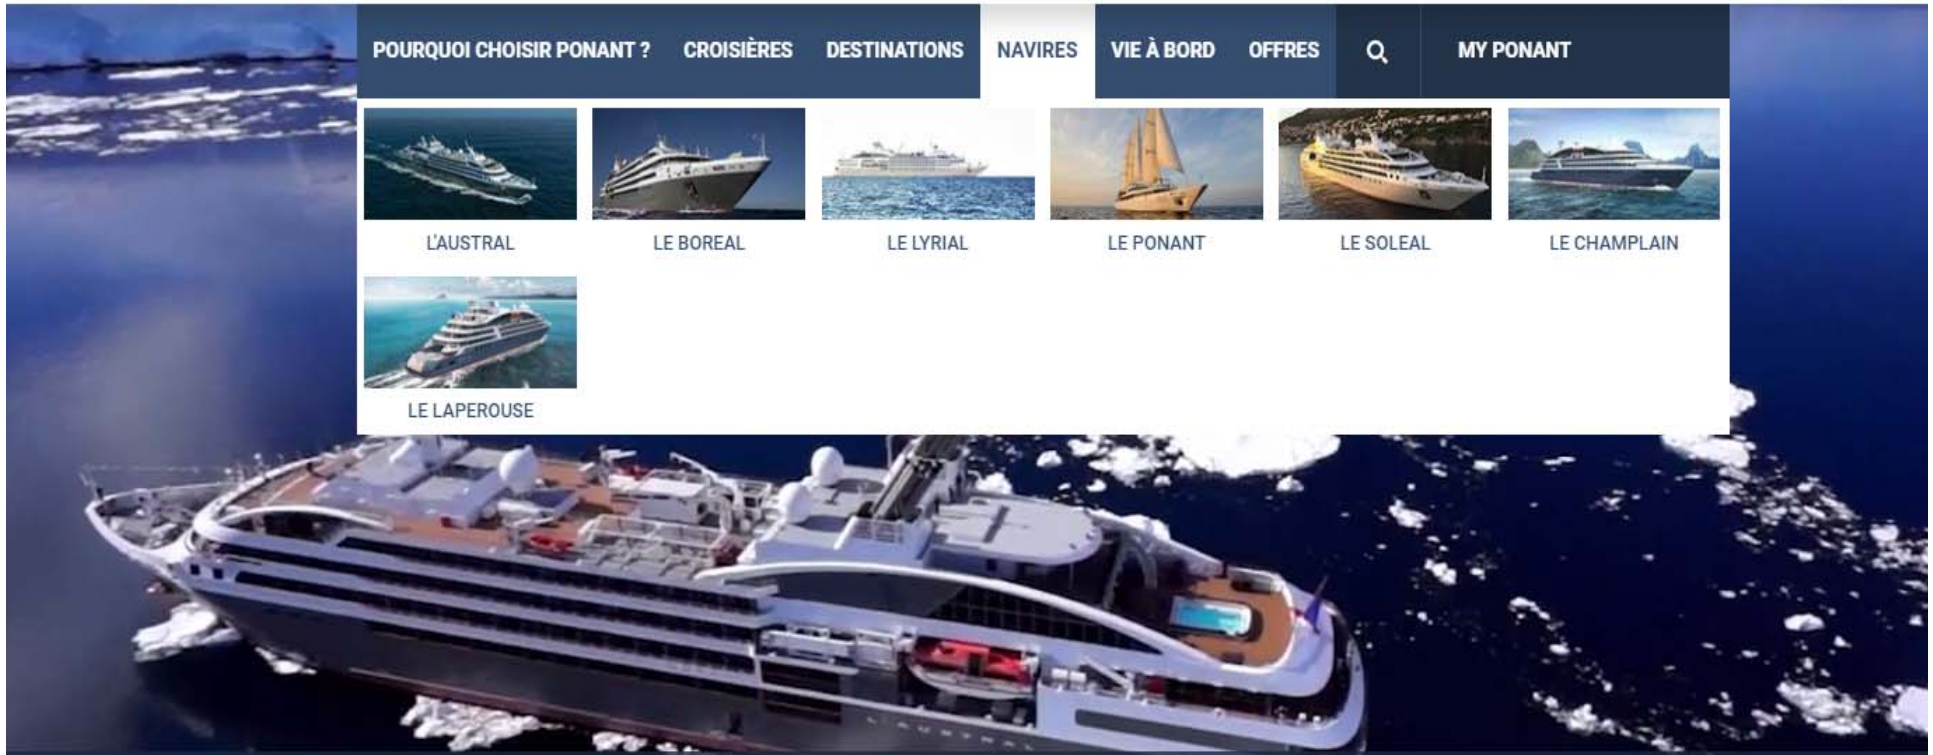 POURQUOI CHOISIR PONANT ? CROISIÈRES DESTINATIONS NAVIRES VIE À BORD OFFRES MY PONANT
L'AUSTRAL LE BOREAL LE LYRIAL LE PONANT LE SOLEAL LE CHAMPLAIN
LE LAPEROUSE
L'AUSTRAL